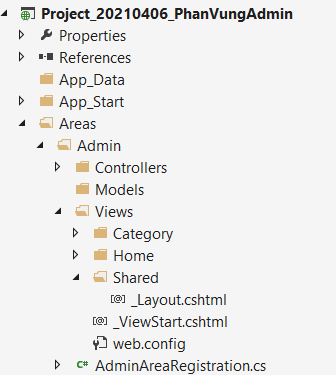 Project_20210406_PhanVungAdmin
Properties
References
App_Data
App_Start
Areas
Admin
Controllers
Models
Views
Category
Home
Shared
[@] _Layout.cshtml
[@] _ViewStart.cshtml
web.config
C# AdminAreaRegistration.cs